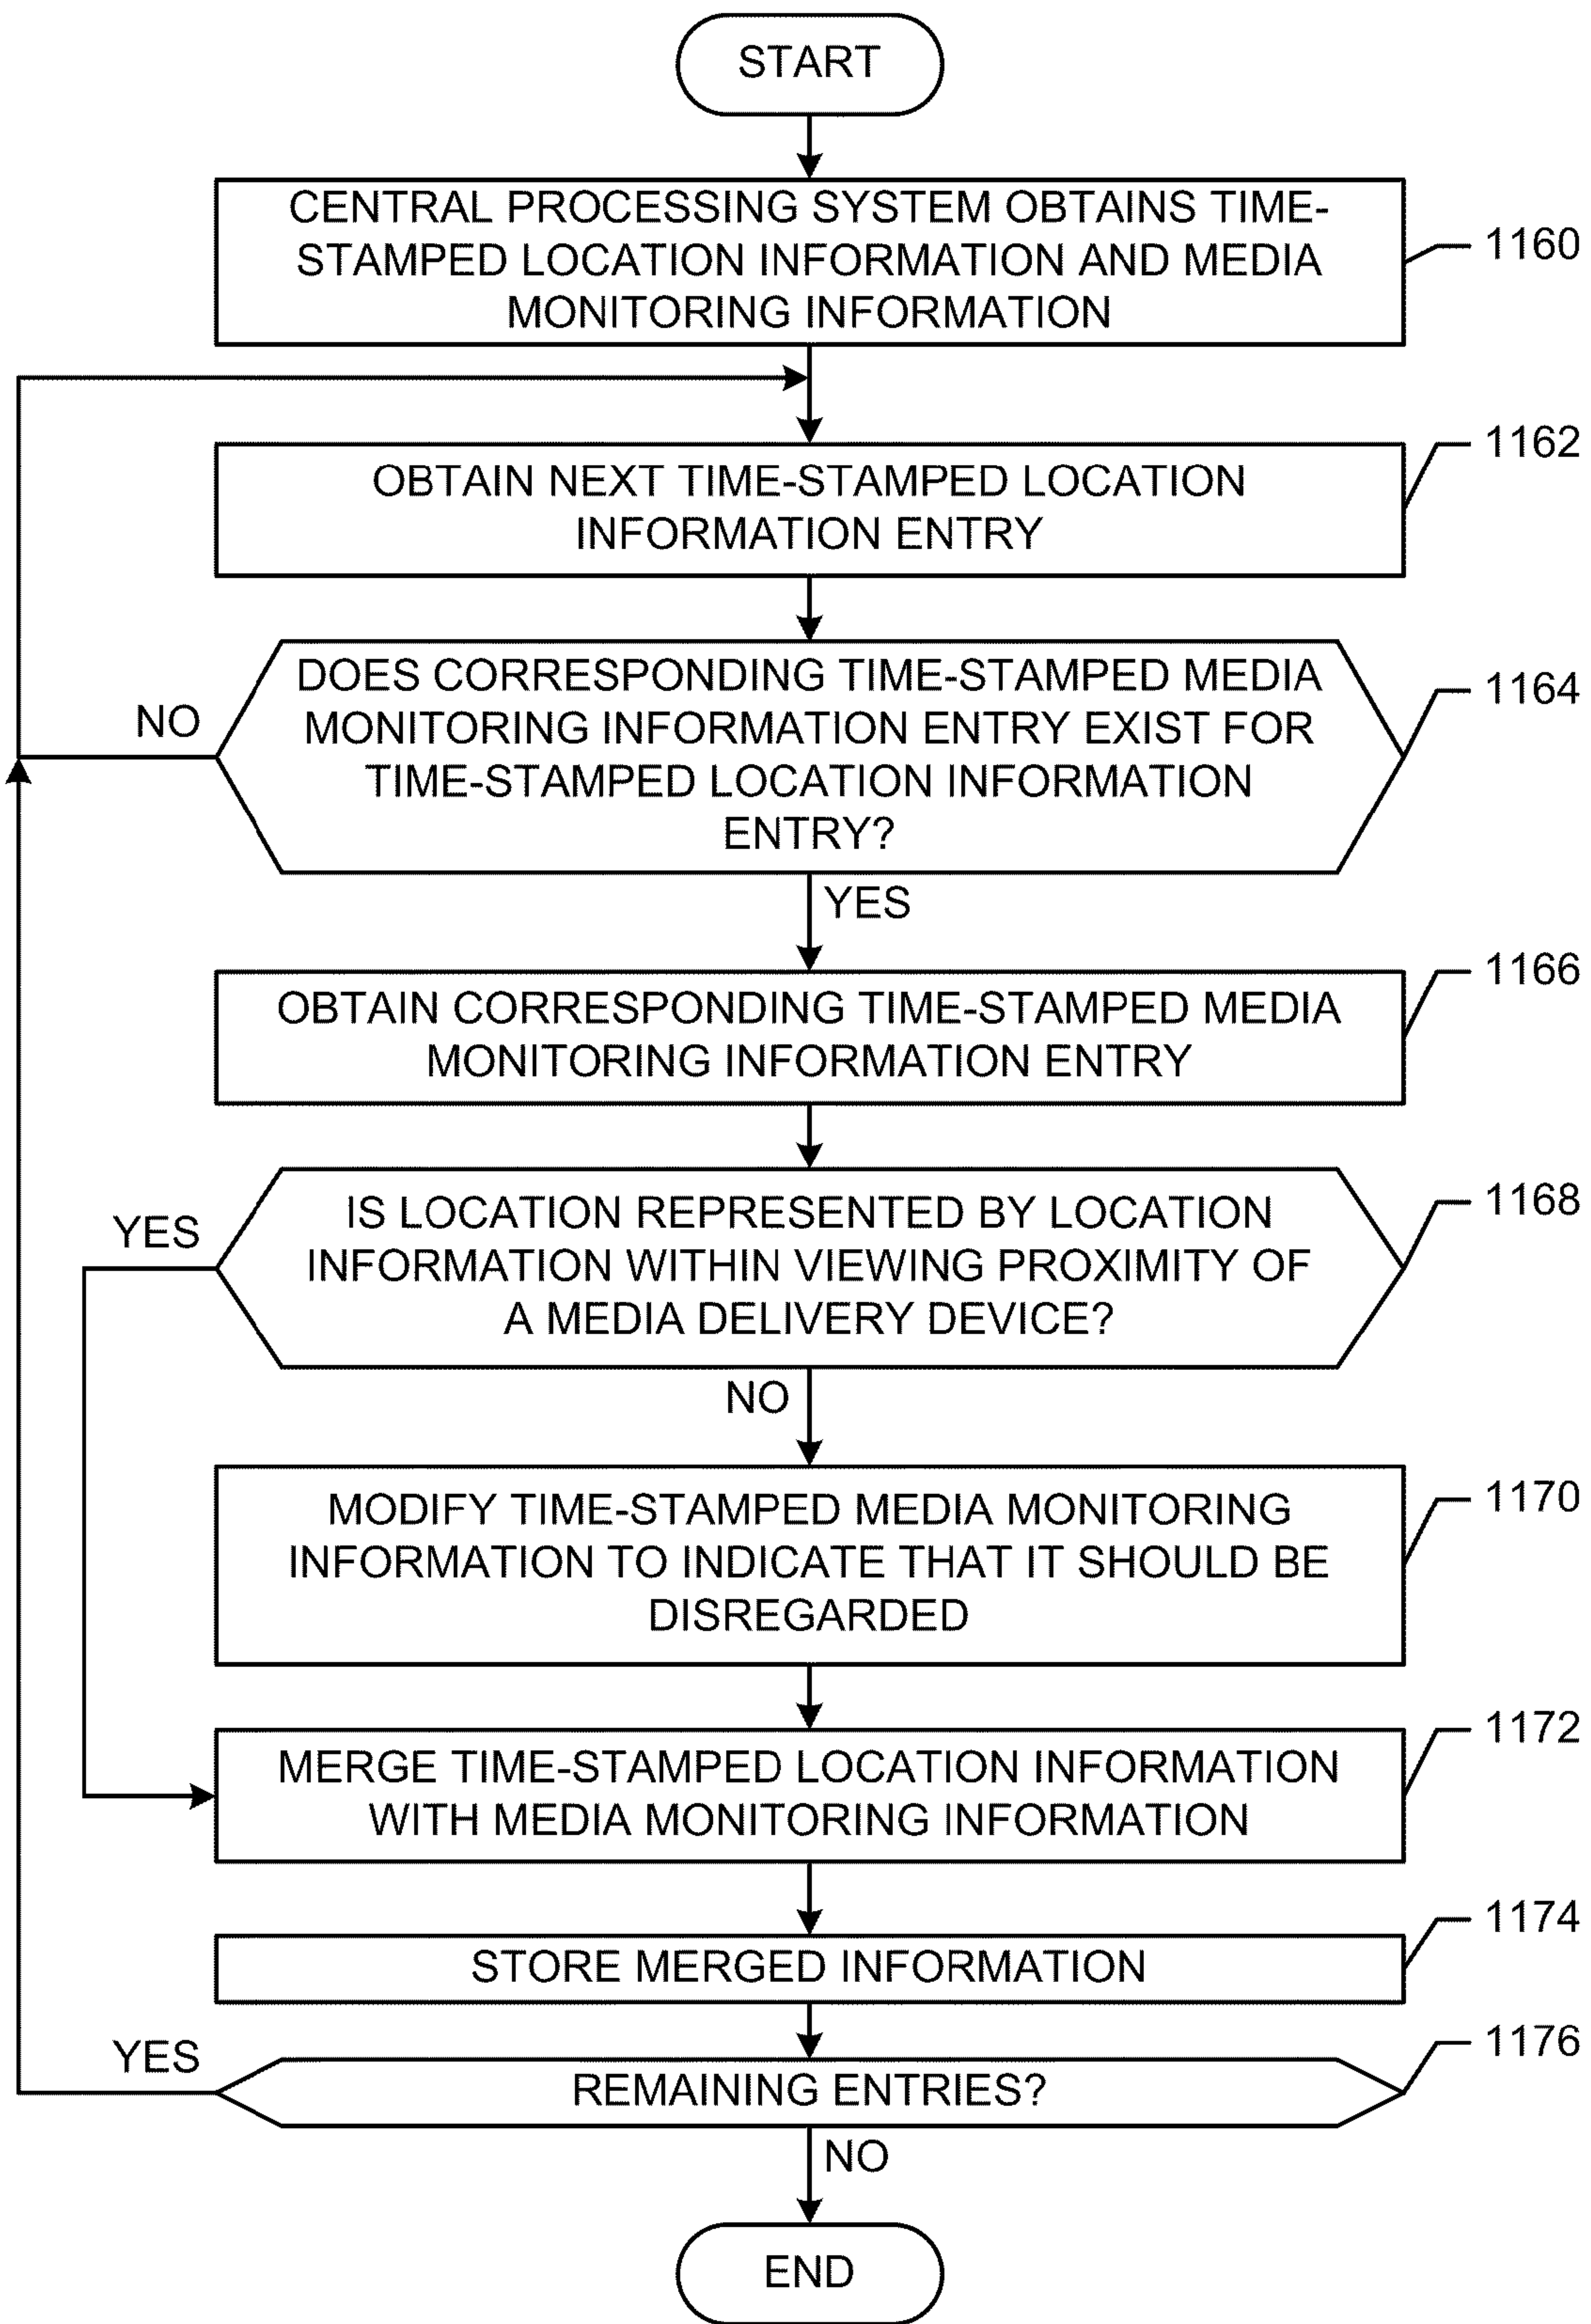 START
CENTRAL PROCESSING SYSTEM OBTAINS TIME-
STAMPED LOCATION INFORMATION AND MEDIA
MONITORING INFORMATION
1160
OBTAIN NEXT TIME-STAMPED LOCATION
INFORMATION ENTRY
1162
DOES CORRESPONDING TIME-STAMPED MEDIA
MONITORING INFORMATION ENTRY EXIST FOR
TIME-STAMPED LOCATION INFORMATION
ENTRY?
1164
NO
YES
OBTAIN CORRESPONDING TIME-STAMPED MEDIA
MONITORING INFORMATION ENTRY
1166
IS LOCATION REPRESENTED BY LOCATION
INFORMATION WITHIN VIEWING PROXIMITY OF
A MEDIA DELIVERY DEVICE?
1168
YES
NO
MODIFY TIME-STAMPED MEDIA MONITORING
INFORMATION TO INDICATE THAT IT SHOULD BE
DISREGARDED
1170
MERGE TIME-STAMPED LOCATION INFORMATION
WITH MEDIA MONITORING INFORMATION
1172
STORE MERGED INFORMATION
1174
YES
REMAINING ENTRIES?
1176
NO
END